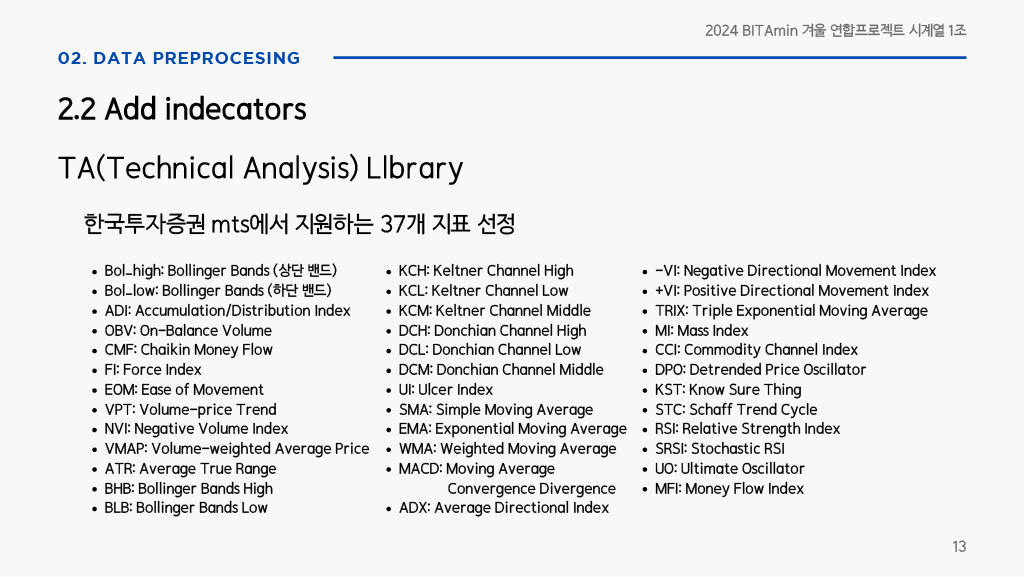 2024 BITAmin 겨울 연합프로젝트 시계열 1조
02. DATA PREPROCESING
2.2 Add indecators
TA(Technical Analysis) LIbrary
한국투자증권 mts에서 지원하는 37개 지표 선정
• Bol_high: Bollinger Bands (상단 밴드)
• Bol_low: Bollinger Bands (하단 밴드)
• ADI: Accumulation/Distribution Index
• OBV: On-Balance Volume
• CMF: Chaikin Money Flow
• FI: Force Index
• EOM: Ease of Movement
• VPT: Volume-price Trend
• NVI: Negative Volume Index
• VMAP: Volume-weighted Average Price
• ATR: Average True Range
• BHB: Bollinger Bands High
• BLB: Bollinger Bands Low
• KCH: Keltner Channel High
• KCL: Keltner Channel Low
• KCM: Keltner Channel Middle
• DCH: Donchian Channel High
• DCL: Donchian Channel Low
• DCM: Donchian Channel Middle
• UI: Ulcer Index
• SMA: Simple Moving Average
• EMA: Exponential Moving Average
• WMA: Weighted Moving Average
• MACD: Moving Average
Convergence Divergence
• ADX: Average Directional Index
• -VI: Negative Directional Movement Index
• +VI: Positive Directional Movement Index
• TRIX: Triple Exponential Moving Average
• MI: Mass Index
• CCI: Commodity Channel Index
• DPO: Detrended Price Oscillator
• KST: Know Sure Thing
• STC: Schaff Trend Cycle
• RSI: Relative Strength Index
• SRSI: Stochastic RSI
• UO: Ultimate Oscillator
• MFI: Money Flow Index
13